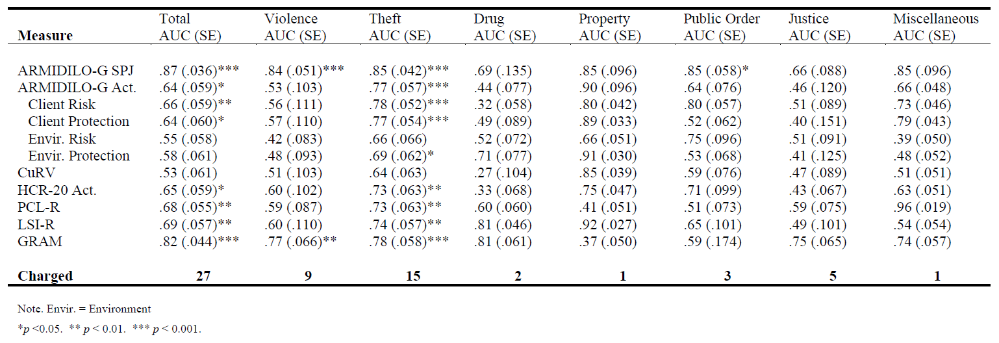 Total Violence Theft Drug Property Public Order Justice Miscellaneous
Measure AUC (SE) AUC (SE) AUC (SE) AUC (SE) AUC (SE) AUC (SE) AUC (SE) AUC (SE)
ARMIDILO-G SPJ .87 (.036)*** .84 (.051)*** .85 (.042)*** .69 (.135) .85 (.096) .85 (.058)* .66 (.088) .85 (.096)
ARMIDILO-G Act. .64 (.059)* .53 (.103) .77 (.057)*** .44 (.077) .90 (.096) .64 (.076) .46 (.120) .66 (.048)
Client Risk .66 (.059)** .56 (.111) .78 (.052)*** .32 (.058) .80 (.042) .80 (.057) .51 (.089) .73 (.046)
Client Protection .64 (.060)* .57 (.110) .77 (.054)*** .49 (.089) .89 (.033) .52 (.062) .40 (.151) .79 (.043)
Envir. Risk .55 (.058) .42 (.083) .66 (.066) .52 (.072) .66 (.051) .75 (.096) .51 (.091) .39 (.050)
Envir. Protection .58 (.061) .48 (.093) .69 (.062)* .71 (.077) .91 (.030) .53 (.068) .41 (.125) .48 (.052)
CuRV .53 (.061) .51 (.103) .64 (.063) .27 (.104) .85 (.039) .59 (.076) .47 (.089) .51 (.051)
HCR-20 Act. .65 (.059)* .60 (.102) .73 (.063)** .33 (.068) .75 (.047) .71 (.099) .43 (.067) .63 (.051)
PCL-R .68 (.055)** .59 (.087) .73 (.063)** .60 (.060) .41 (.051) .51 (.073) .59 (.075) .96 (.019)
LSI-R .69 (.057)** .60 (.110) .74 (.057)** .81 (.046) .92 (.027) .65 (.101) .49 (.101) .54 (.054)
GRAM .82 (.044)*** .77 (.066)** .78 (.058)*** .81 (.061) .37 (.050) .59 (.174) .75 (.065) .74 (.057)
Charged 27 9 15 2 1 3 5 1
Note. Envir. = Environment
*p <0.05. ** p < 0.01. *** p < 0.001.